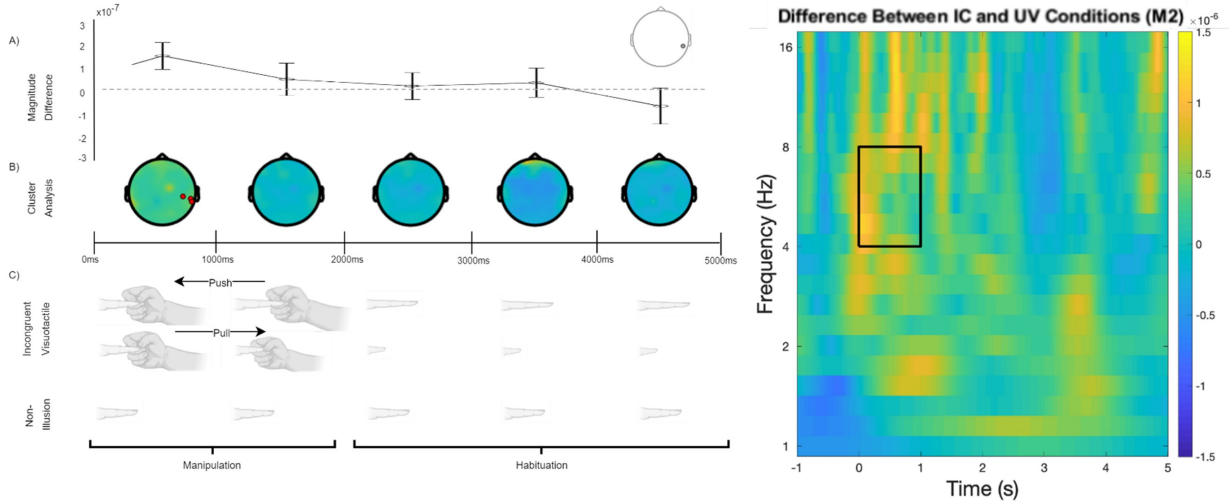 x10^-7
A)
3
2
1
0
-1
-2
-3
Magnitude
Difference
B)
Cluster
Analysis
0ms
1000ms
2000ms
3000ms
4000ms
5000ms
C)
Incongruent
Visuotactile
Push
Pull
Non-
Illusion
Manipulation
Habituation
Difference Between IC and UV Conditions (M2)
×10^-6
Frequency (Hz)
16
8
4
2
1
-1
0
1
2
3
4
5
Time (s)
1.5
1
0.5
0
-0.5
-1
-1.5